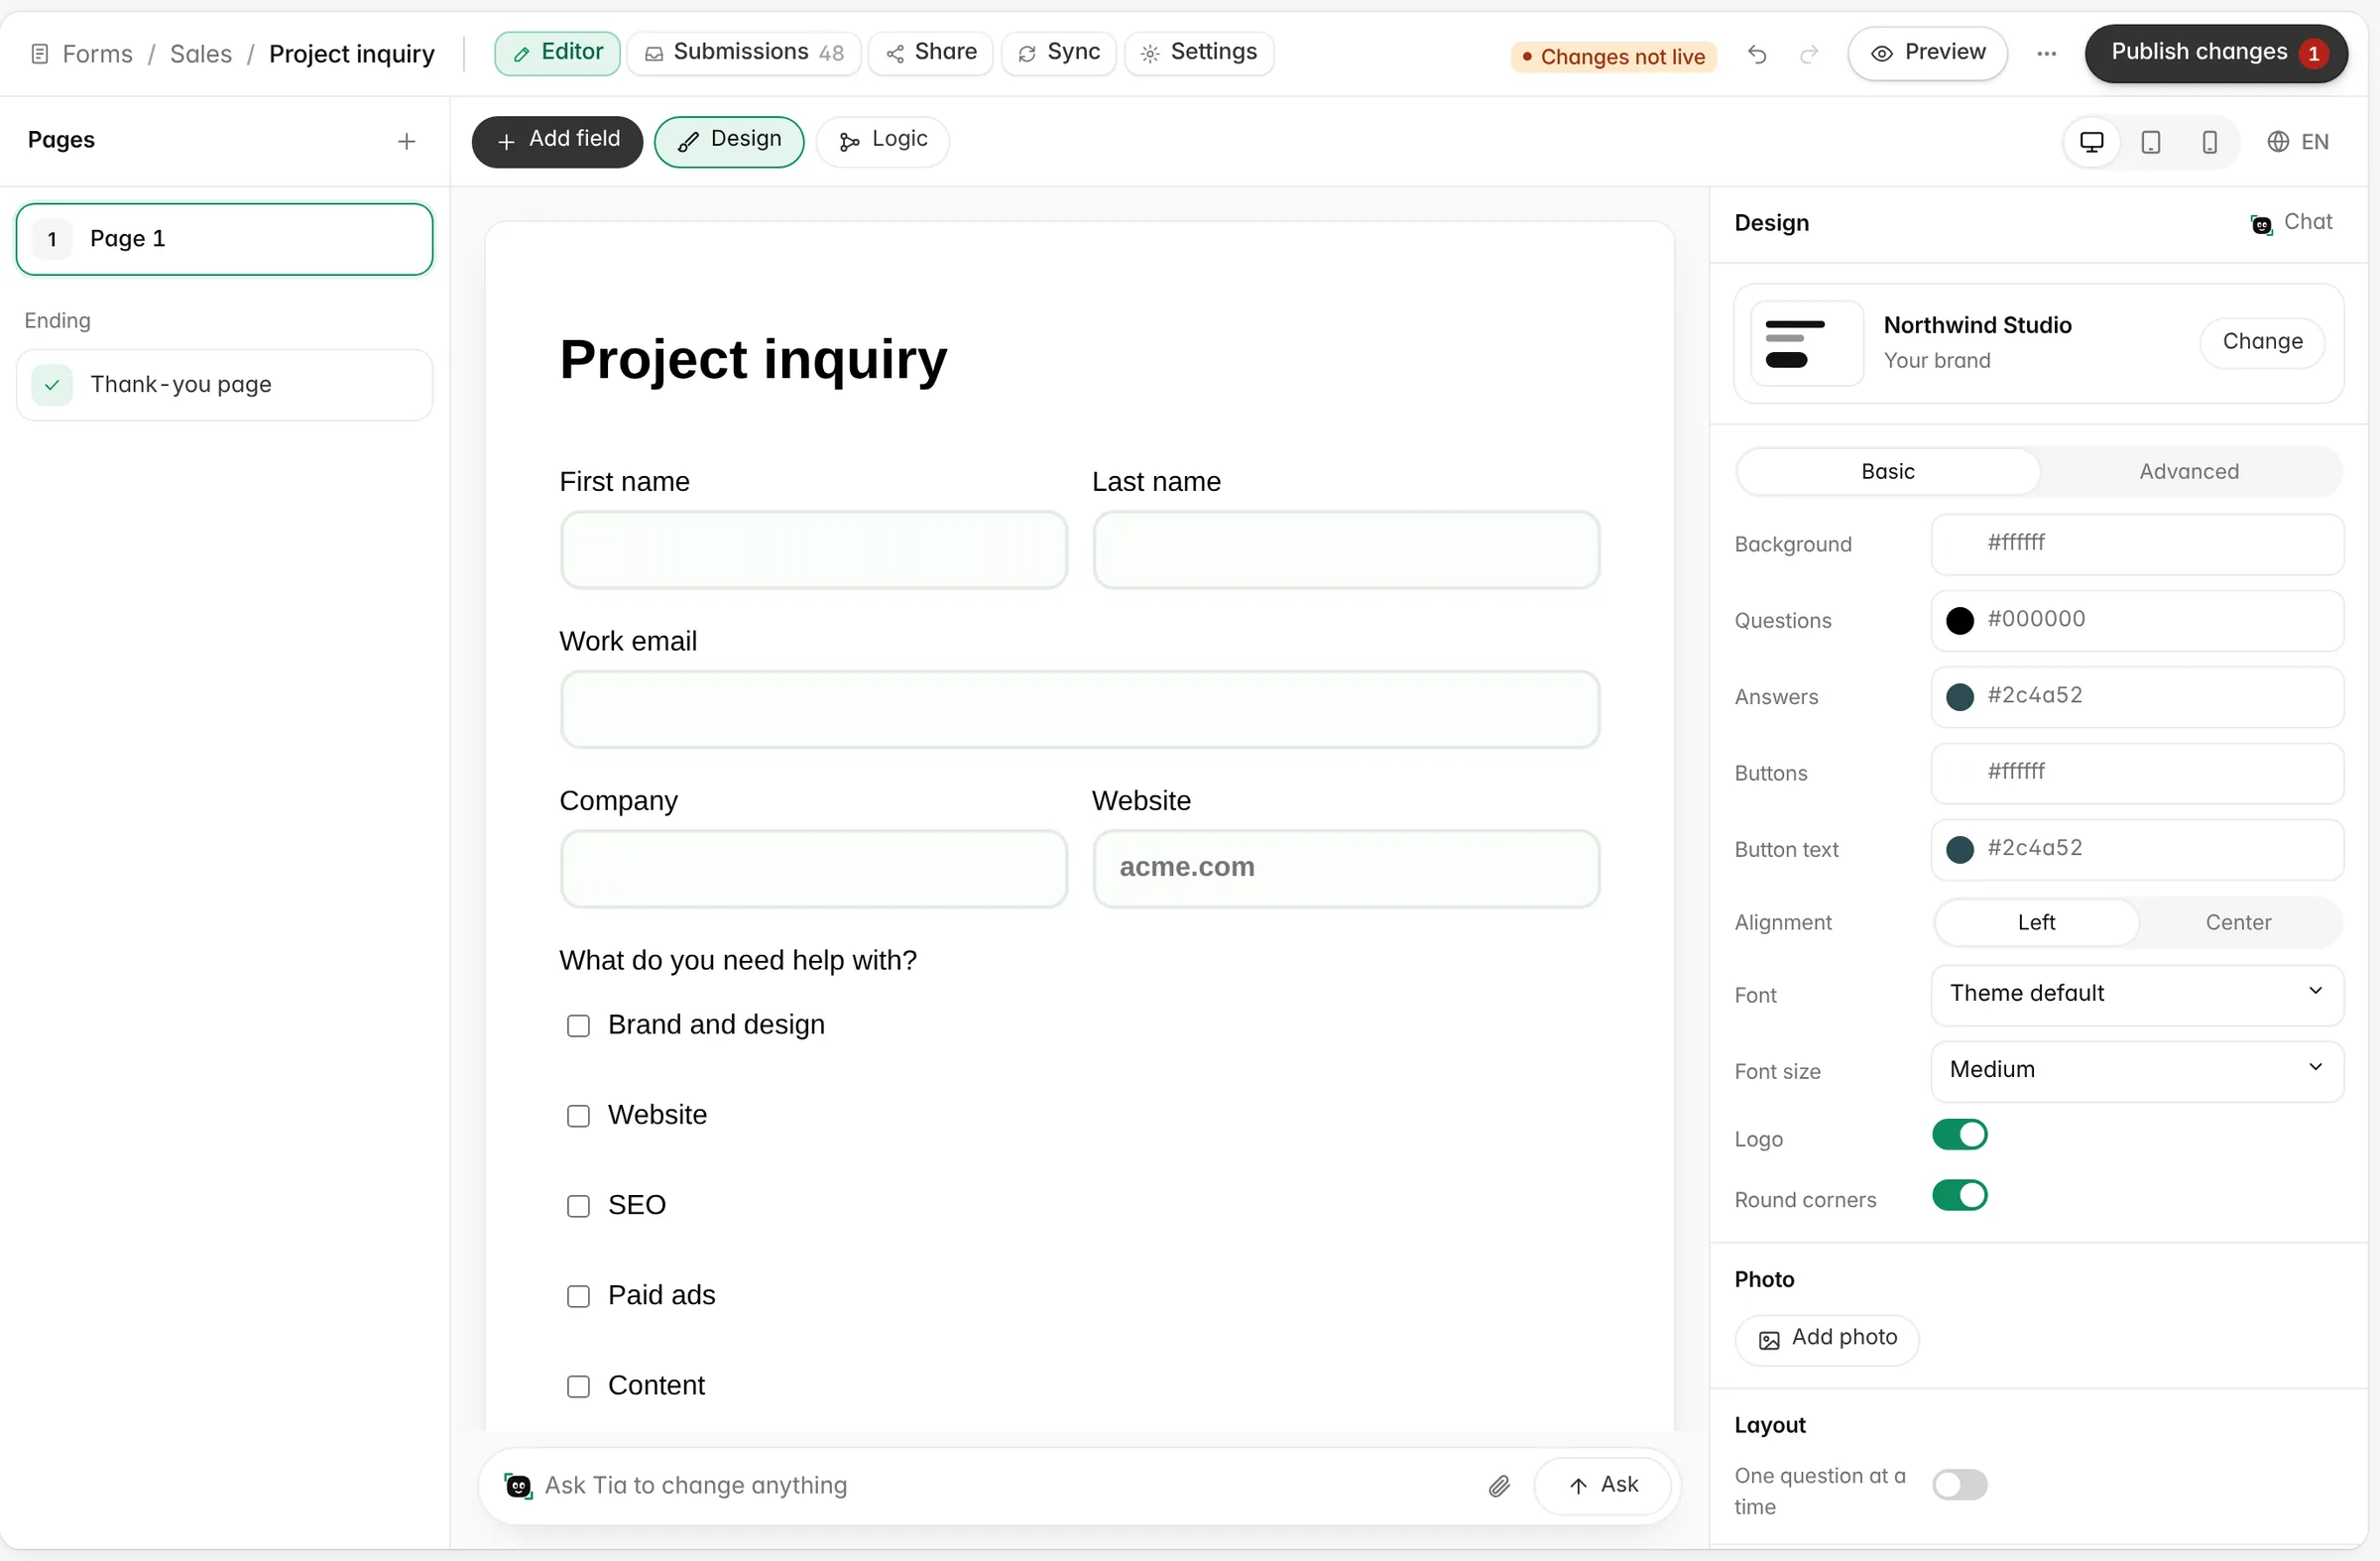 Forms / Sales / Project inquiry
Editor
Submissions 48
Share
Sync
Settings
Changes not live
Preview
Publish changes 1
Pages
Add field
Design
Logic
EN
1 Page 1
Ending
Thank-you page
Project inquiry
First name
Last name
Work email
Company
Website
acme.com
What do you need help with?
Brand and design
Website
SEO
Paid ads
Content
Ask Tia to change anything
Ask
Design
Chat
Northwind Studio
Your brand
Change
Basic
Advanced
Background #ffffff
Questions #000000
Answers #2c4a52
Buttons #ffffff
Button text #2c4a52
Alignment Left Center
Font Theme default
Font size Medium
Logo
Round corners
Photo
Add photo
Layout
One question at a
time